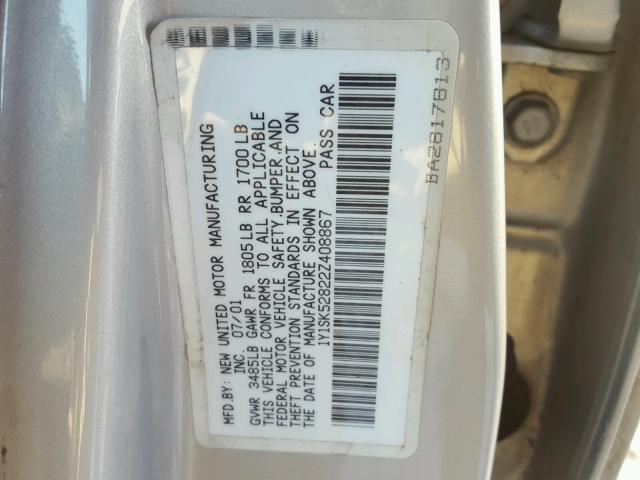 MFD.BY: NEW UNITED MOTOR MANUFACTURING
INC. 07/01
GVWR 3485LB GAWR FR 1805LB RR 1700LB
THIS VEHICLE CONFORMS TO ALL APPLICABLE
FEDERAL MOTOR VEHICLE SAFETY,BUMPER,AND
THEFT PREVENTION STANDARDS IN EFFECT ON
THE DATE OF MANUFACTURE SHOWN ABOVE.
1Y1SK52822Z408867 PASS CAR
BA2817813